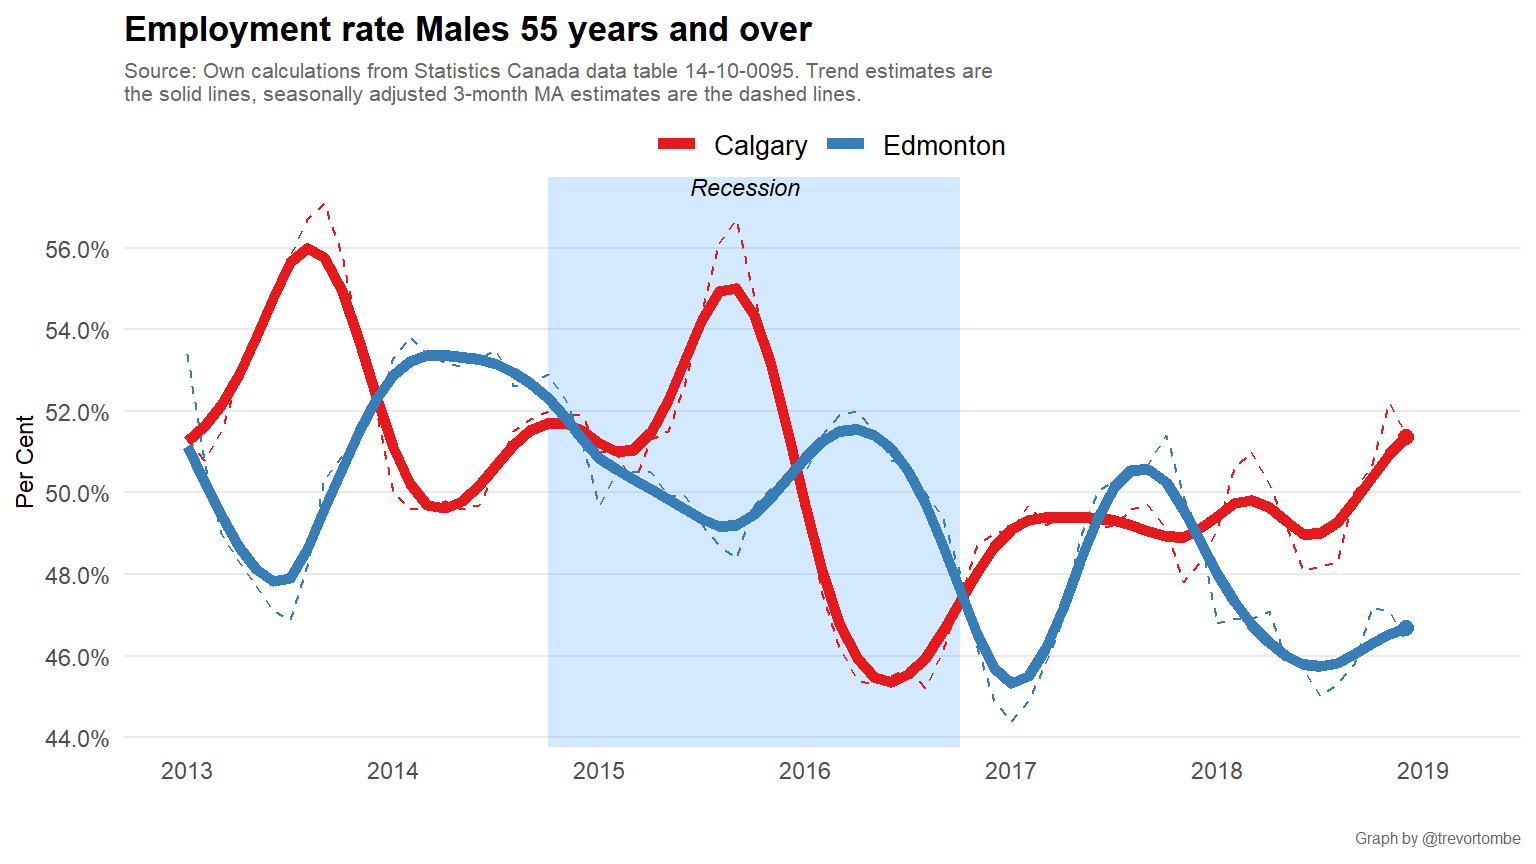 Employment rate Males 55 years and over
Source: Own calculations from Statistics Canada data table 14-10-0095. Trend estimates are
the solid lines, seasonally adjusted 3-month MA estimates are the dashed lines.
Calgary Edmonton
Recession
56.0%
54.0%
52.0%
50.0%
48.0%
46.0%
44.0%
Per Cent
2013 2014 2015 2016 2017 2018 2019
Graph by @trevortombe